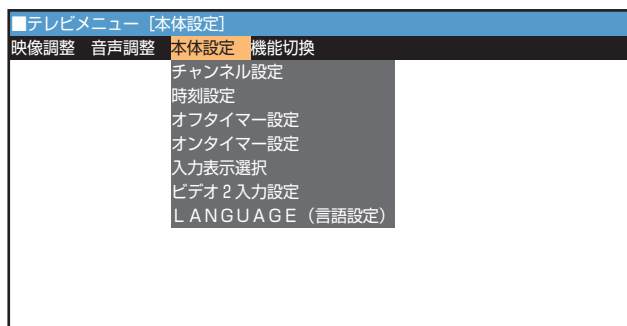 ■テレビメニュー [本体設定]
映像調整 音声調整 本体設定 機能切換
チャンネル設定
時刻設定
オフタイマー設定
オンタイマー設定
入力表示選択
ビデオ２入力設定
ＬＡＮＧＵＡＧＥ（言語設定）